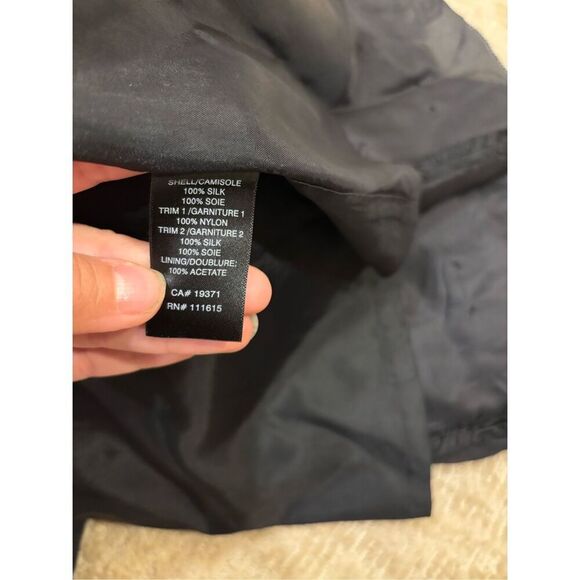 SHELL/CAMISOLE
100% SILK
100% SOIE
TRIM 1 /GARNITURE 1
100% NYLON
TRIM 2 /GARNITURE 2
100% SILK
100% SOIE
LINING/DOUBLURE:
100% ACETATE
CA# 19371
RN# 111615